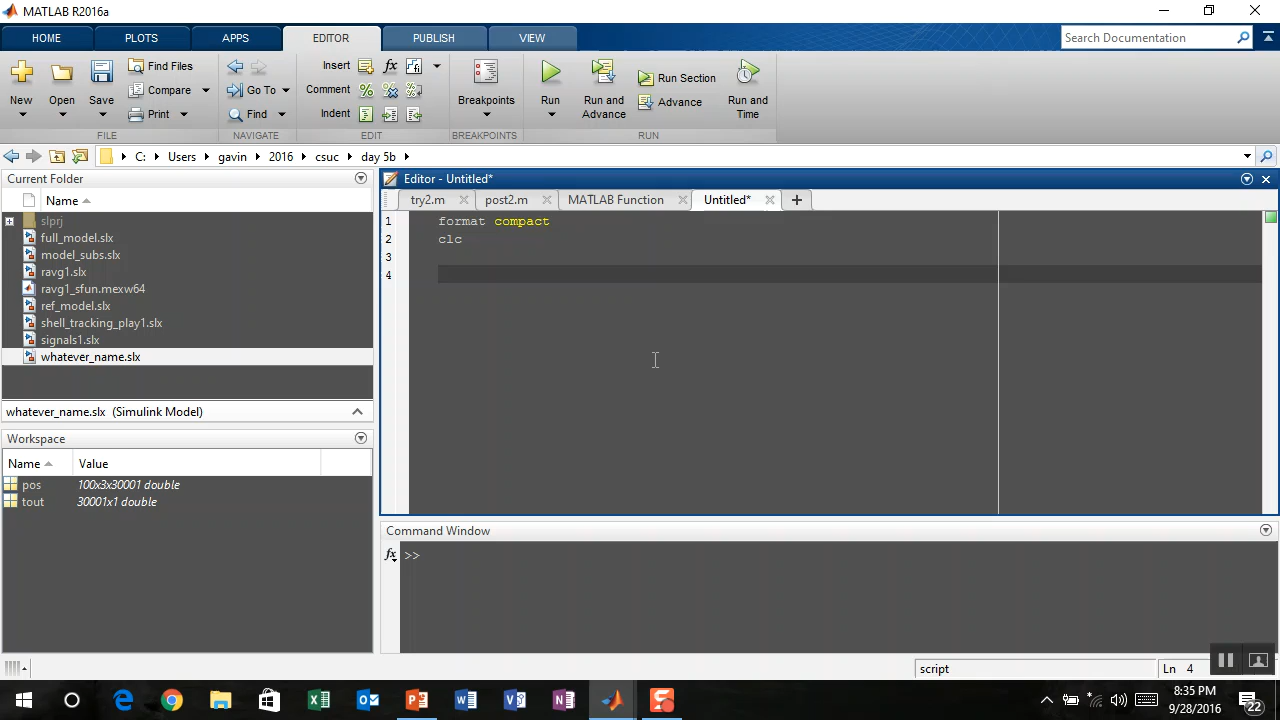 MATLAB R2016a
HOME PLOTS APPS EDITOR PUBLISH VIEW
Search Documentation
New Open Save Find Files Compare Print
Insert fx Comment Indent
Go To Find
Breakpoints Run Run and Advance Run Section Advance Run and Time
FILE NAVIGATE EDIT BREAKPOINTS RUN
C: Users gavin 2016 csuc day 5b
Current Folder
Name
slprj
full_model.slx
model_subs.slx
ravg1.slx
ravg1_sfun.mexw64
ref_model.slx
shell_tracking_play1.slx
signals1.slx
whatever_name.slx
whatever_name.slx (Simulink Model)
Workspace
Name Value
pos 100x3x30001 double
tout 30001x1 double
Editor - Untitled*
try2.m post2.m MATLAB Function Untitled* +
1 format compact
2 clc
3
4
Command Window
fx >>
script Ln 4
8:35 PM
9/28/2016
22